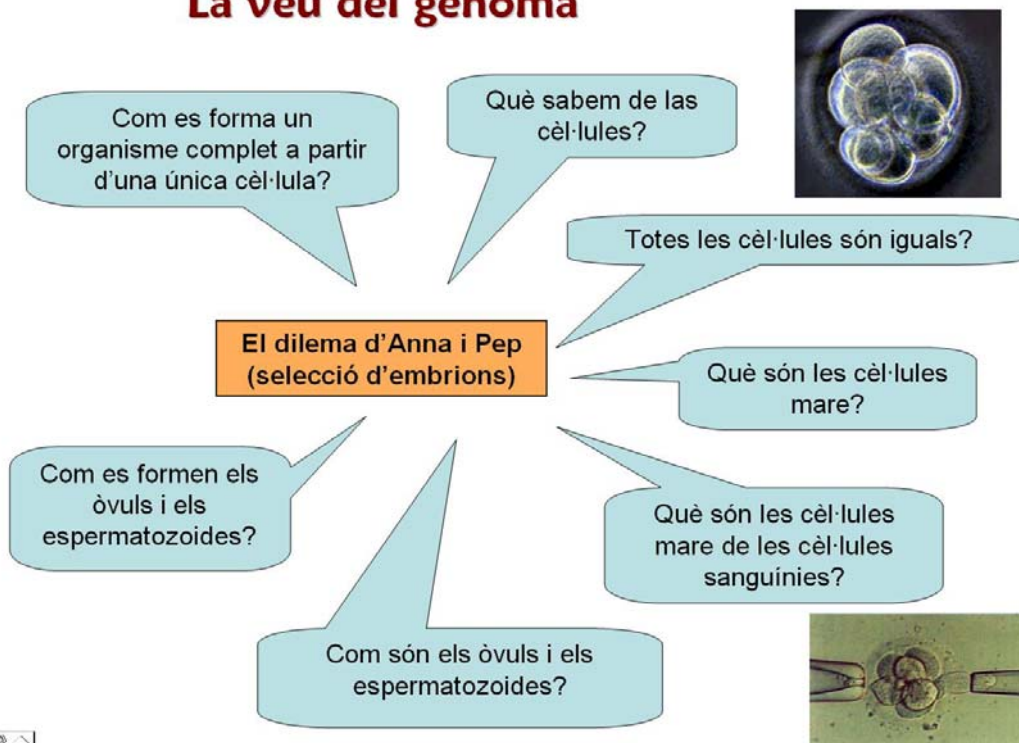 La veu del genoma
Com es forma un
organisme complet a partir
d'una única cèl·lula?
Què sabem de las
cèl·lules?
Totes les cèl·lules són iguals?
El dilema d'Anna i Pep
(selecció d'embrions)
Què són les cèl·lules
mare?
Com es formen els
òvuls i els
espermatozoides?
Què són les cèl·lules
mare de les cèl·lules
sanguínies?
Com són els òvuls i els
espermatozoides?